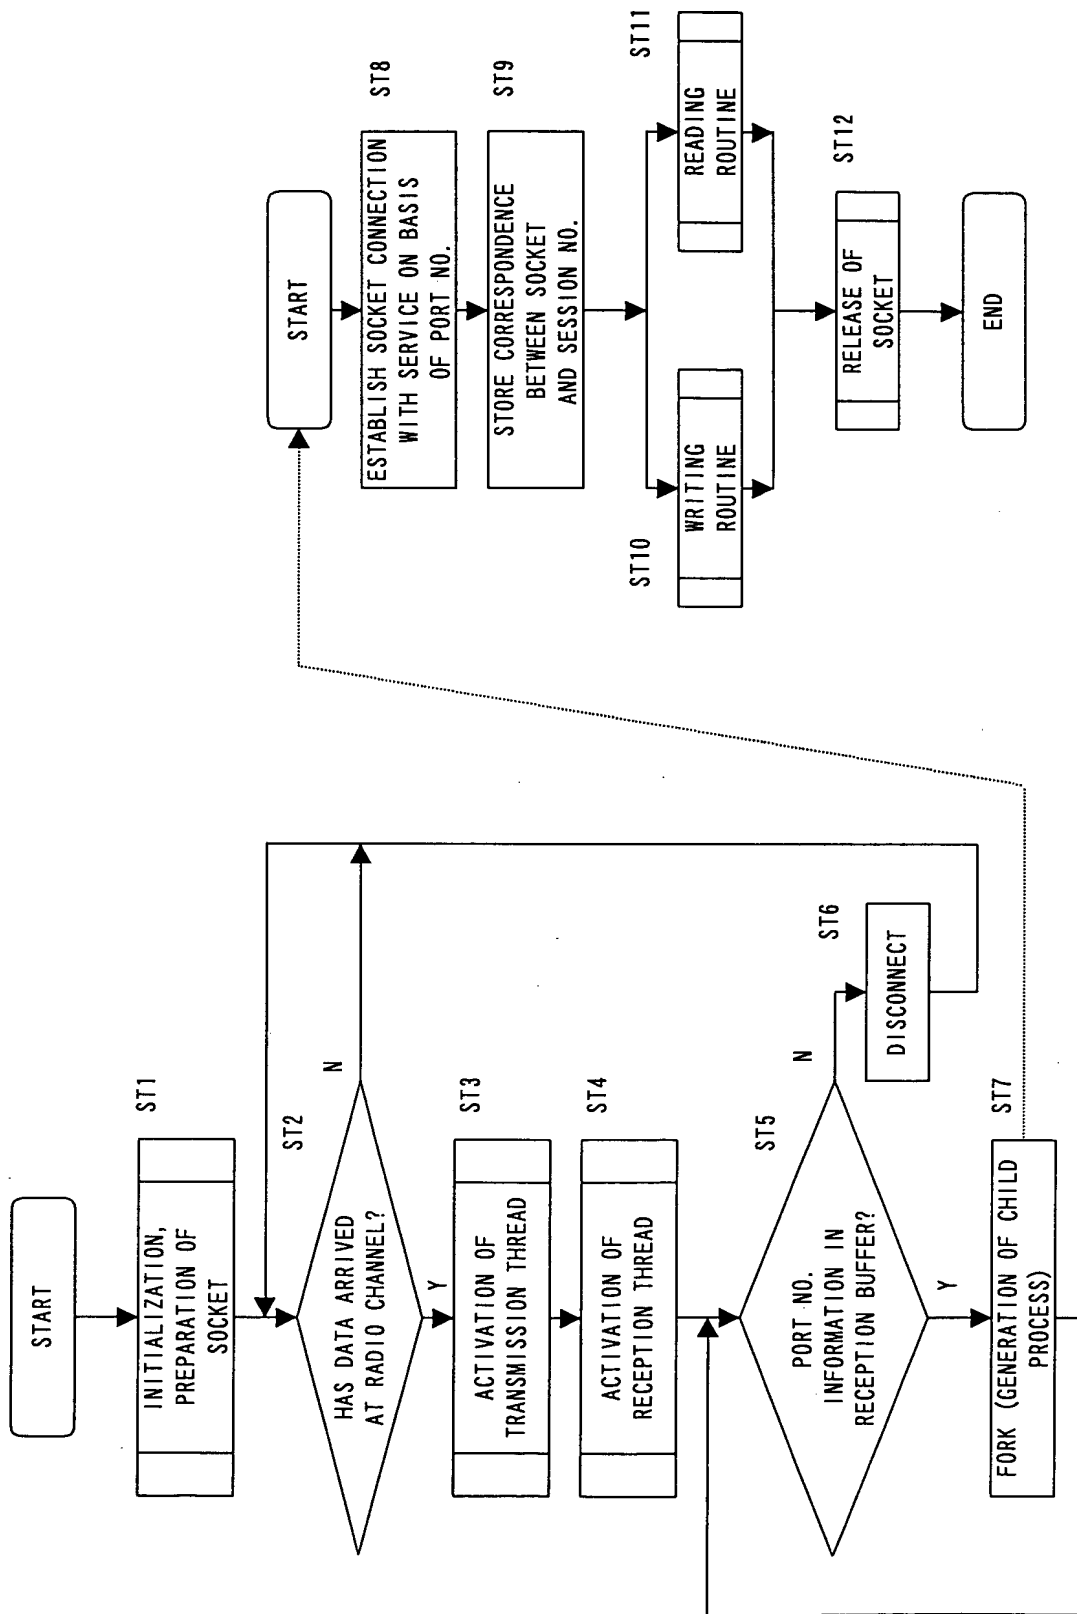 START
INITIALIZATION,
PREPARATION OF
SOCKET
ST1
HAS DATA ARRIVED
AT RADIO CHANNEL?
ST2
N
Y
ACTIVATION OF
TRANSMISSION THREAD
ST3
ACTIVATION OF
RECEPTION THREAD
ST4
PORT NO.
INFORMATION IN
RECEPTION BUFFER?
ST5
N
Y
DISCONNECT
ST6
FORK (GENERATION OF CHILD
PROCESS)
ST7
START
ESTABLISH SOCKET CONNECTION
WITH SERVICE ON BASIS
OF PORT NO.
ST8
STORE CORRESPONDENCE
BETWEEN SOCKET
AND SESSION NO.
ST9
ST10
WRITING
ROUTINE
READING
ROUTINE
ST11
RELEASE OF
SOCKET
ST12
END